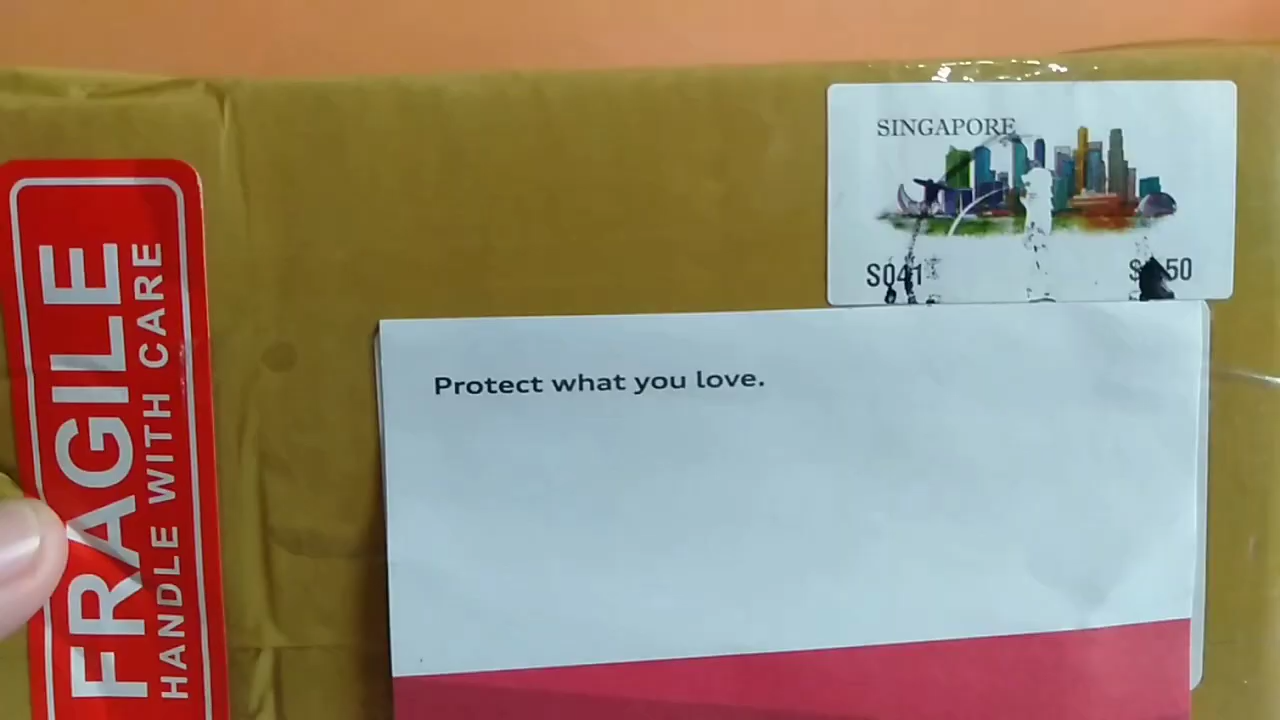 SINGAPORE
S041
FRAGILE
HANDLE WITH CARE
Protect what you love.